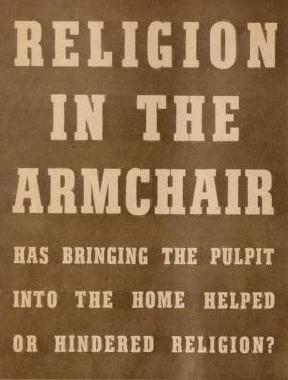 RELIGION
IN THE
ARMCHAIR
HAS BRINGING THE PULPIT
INTO THE HOME HELPED
OR HINDERED RELIGION?